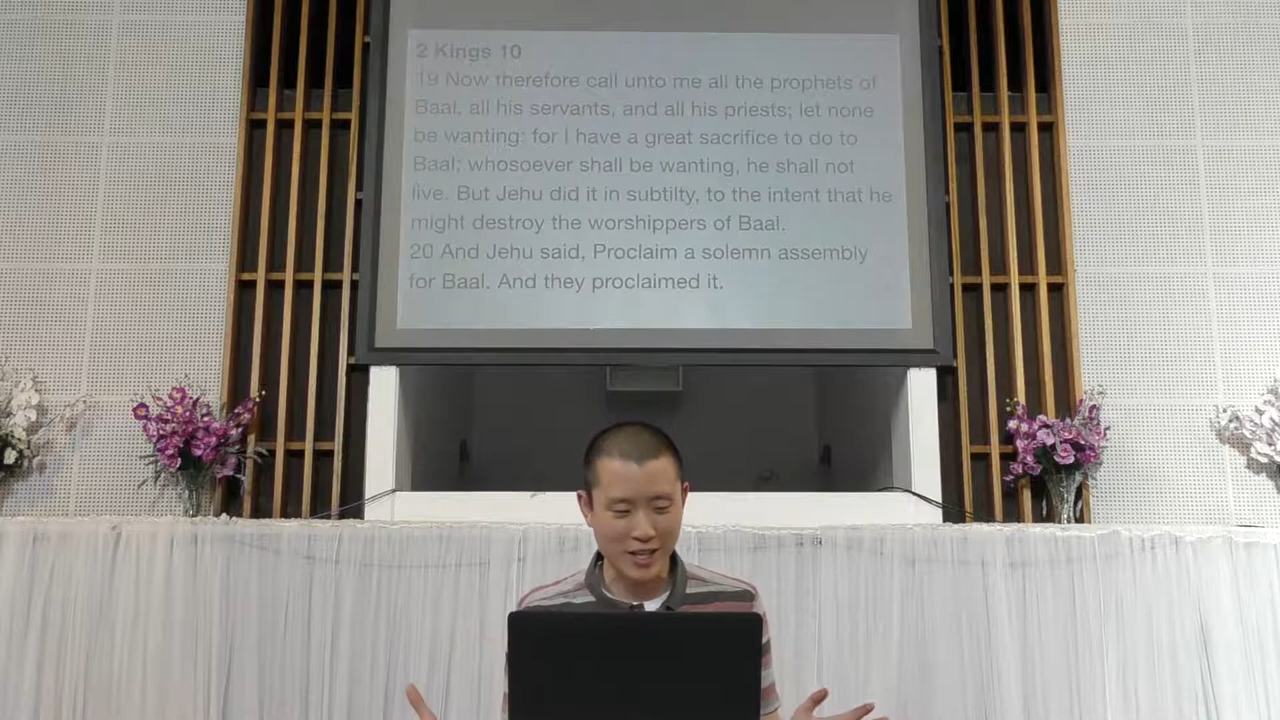 2 Kings 10
19 Now therefore call unto me all the prophets of
Baal, all his servants, and all his priests; let none
be wanting: for I have a great sacrifice to do to
Baal; whosoever shall be wanting, he shall not
live. But Jehu did it in subtilty, to the intent that he
might destroy the worshippers of Baal.
20 And Jehu said, Proclaim a solemn assembly
for Baal. And they proclaimed it.